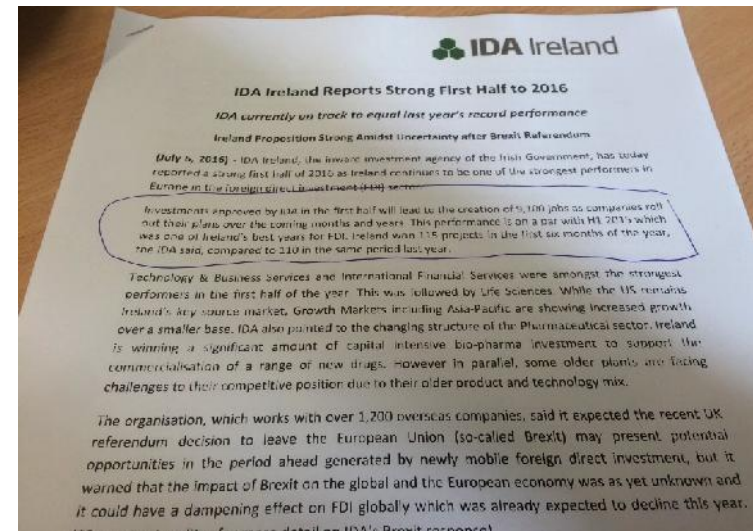 IDA Ireland
IDA Ireland Reports Strong First Half to 2016
IDA currently on track to equal last year's record performance
Ireland Proposition Strong Amidst Uncertainty after Brexit Referendum
(July 5, 2016) - IDA Ireland, the inward investment agency of the Irish Government, has today
reported a strong first half of 2016 as Ireland continues to be one of the strongest performers in
Europe in the foreign direct investment (FDI) sector.
Investments approved by IDA in the first half will lead to the creation of 9,100 jobs as companies roll
out their plans over the coming months and years. This performance is on a par with H1 2015 which
was one of Ireland's best years for FDI. Ireland won 115 projects in the first six months of the year,
the IDA said, compared to 110 in the same period last year.
Technology & Business Services and International Financial Services were amongst the strongest
performers in the first half of the year. This was followed by Life Sciences. While the US remains
Ireland's key source market, Growth Markets including Asia-Pacific are showing increased growth
over a smaller base. IDA also pointed to the changing structure of the Pharmaceutical sector. Ireland
is winning a significant amount of capital intensive bio-pharma investment to support the
commercialisation of a range of new drugs. However in parallel, some older plants are facing
challenges to their competitive position due to their older product and technology mix.
The organisation, which works with over 1,200 overseas companies, said it expected the recent UK
referendum decision to leave the European Union (so-called Brexit) may present potential
opportunities in the period ahead generated by newly mobile foreign direct investment, but it
warned that the impact of Brexit on the global and the European economy was as yet unknown and
it could have a dampening effect on FDI globally which was already expected to decline this year.
for more detail on IDA's Brexit response)